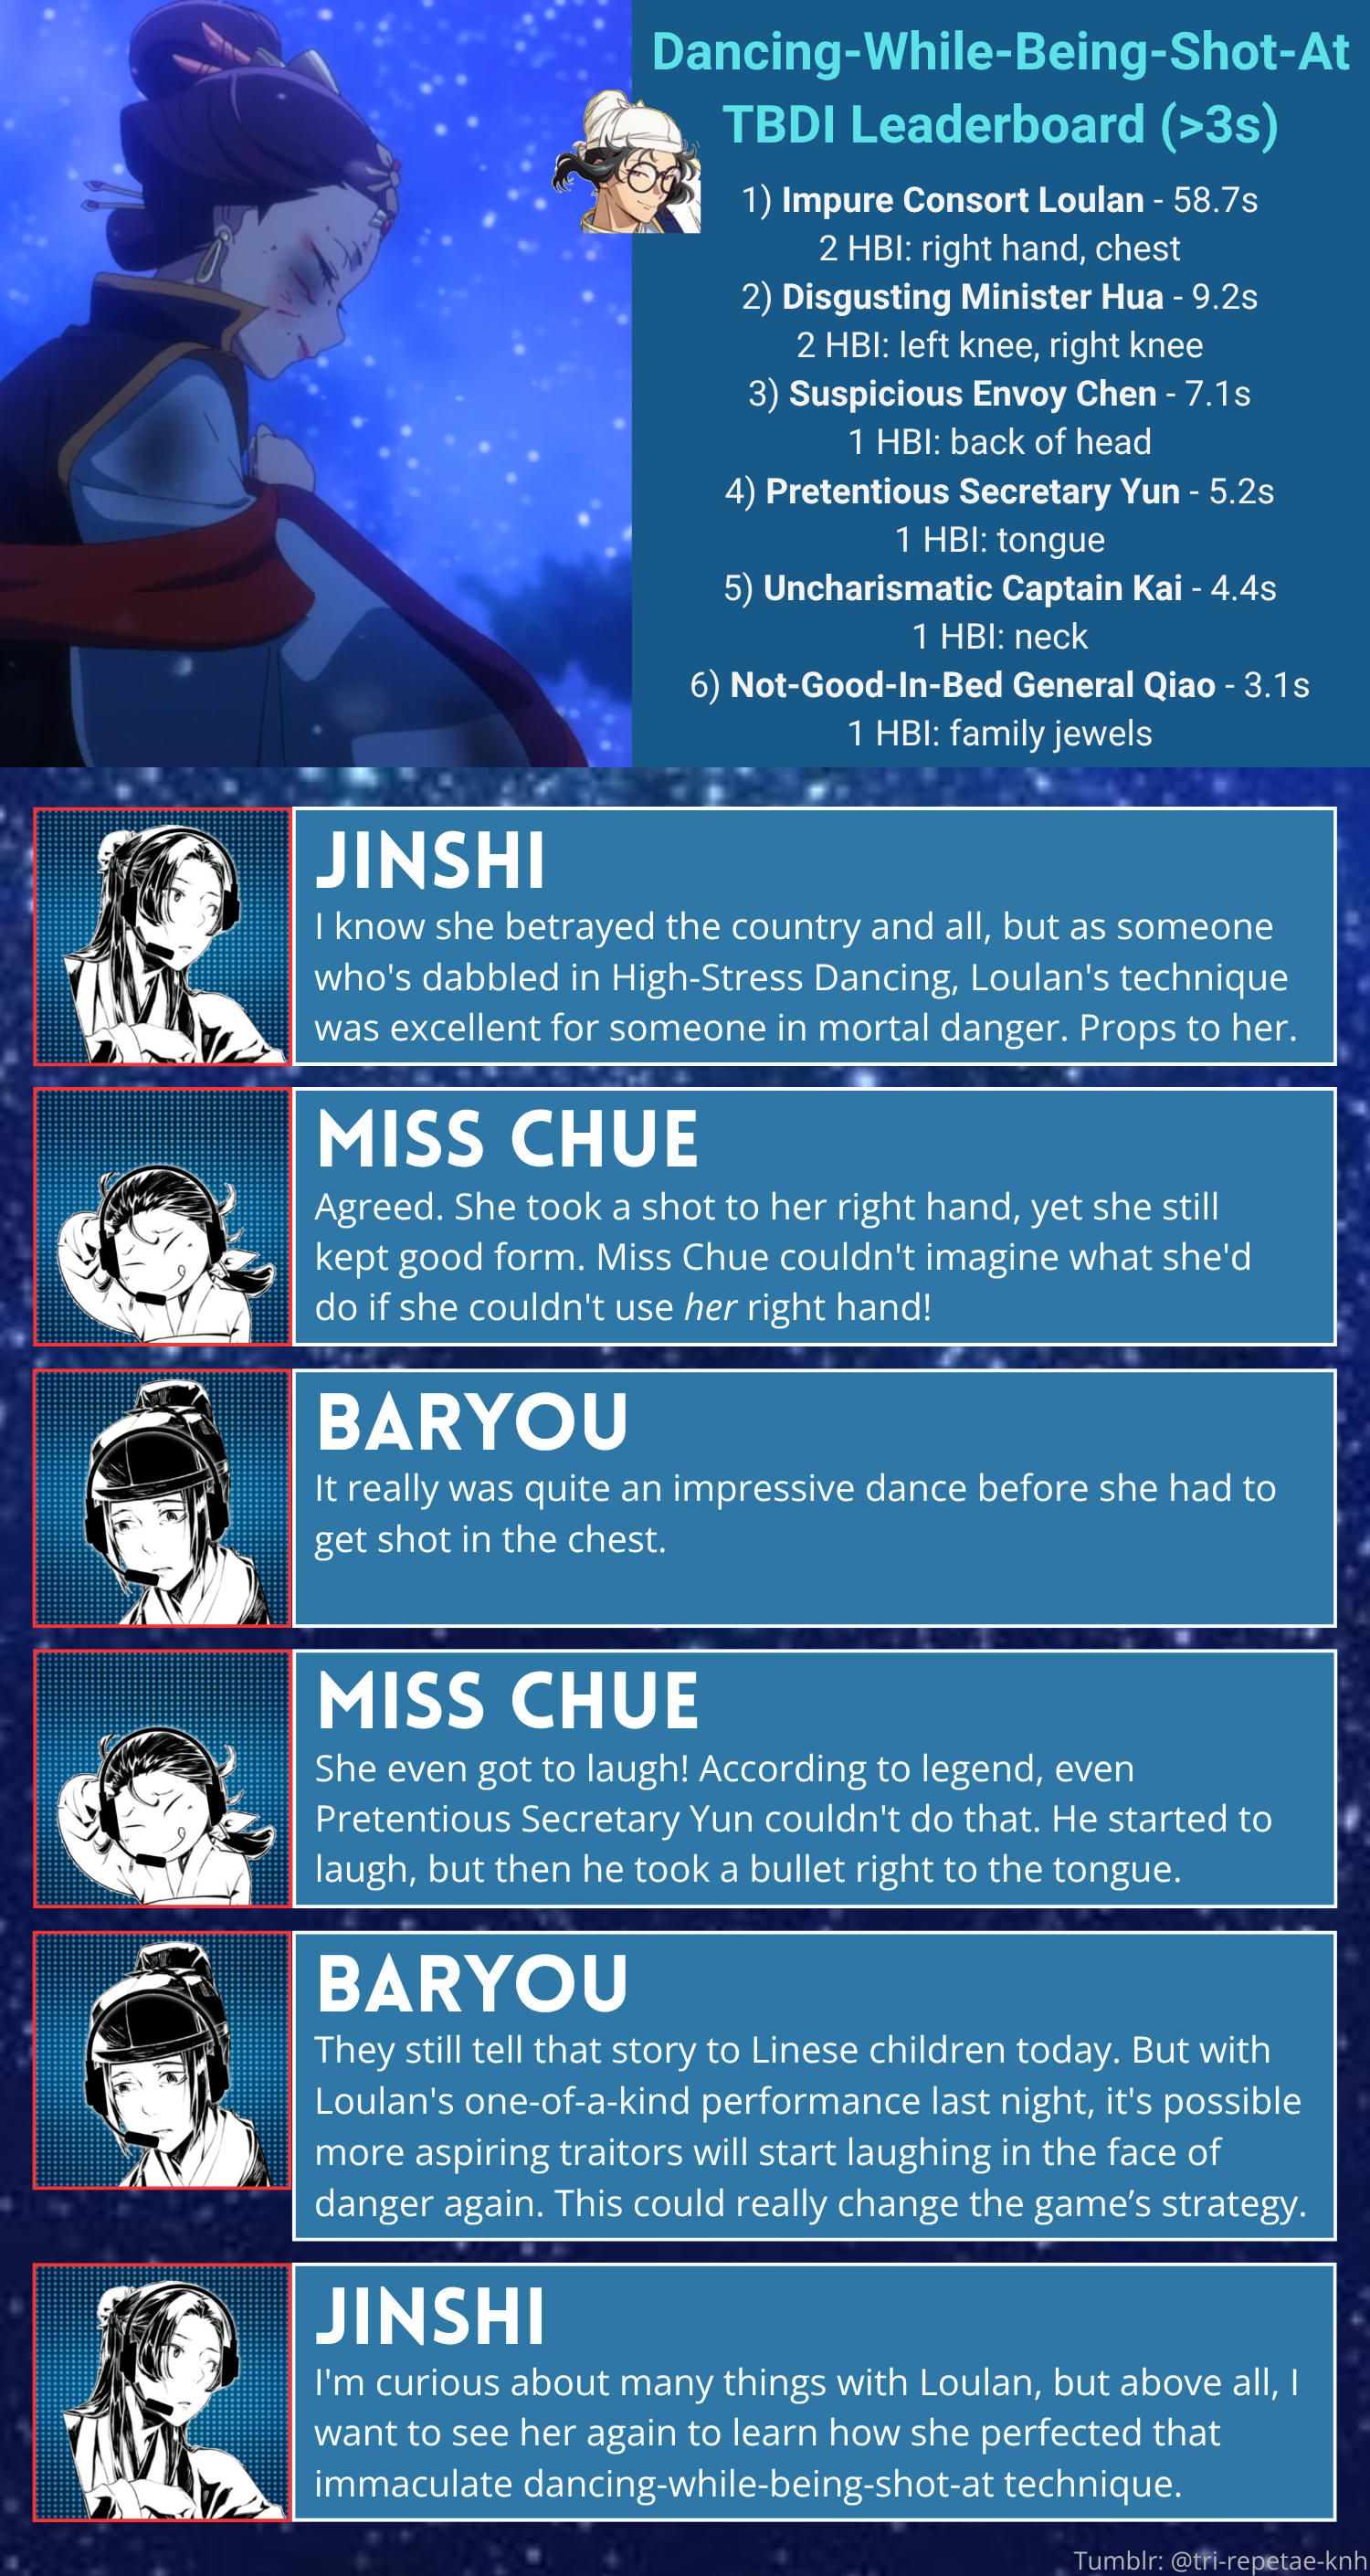 Dancing-While-Being-Shot-At
TBDI Leaderboard (>3s)
1) Impure Consort Loulan - 58.7s
2 HBI: right hand, chest
2) Disgusting Minister Hua - 9.2s
2 HBI: left knee, right knee
3) Suspicious Envoy Chen - 7.1s
1 HBI: back of head
4) Pretentious Secretary Yun - 5.2s
1 HBI: tongue
5) Uncharismatic Captain Kai - 4.4s
1 HBI: neck
6) Not-Good-In-Bed General Qiao - 3.1s
1 HBI: family jewels
JINSHI
I know she betrayed the country and all, but as someone
who's dabbled in High-Stress Dancing, Loulan's technique
was excellent for someone in mortal danger. Props to her.
MISS CHUE
Agreed. She took a shot to her right hand, yet she still
kept good form. Miss Chue couldn't imagine what she'd
do if she couldn't use her right hand!
BARYOU
It really was quite an impressive dance before she had to
get shot in the chest.
MISS CHUE
She even got to laugh! According to legend, even
Pretentious Secretary Yun couldn't do that. He started to
laugh, but then he took a bullet right to the tongue.
BARYOU
They still tell that story to Linese children today. But with
Loulan's one-of-a-kind performance last night, it's possible
more aspiring traitors will start laughing in the face of
danger again. This could really change the game’s strategy.
JINSHI
I'm curious about many things with Loulan, but above all, I
want to see her again to learn how she perfected that
immaculate dancing-while-being-shot-at technique.
Tumblr: @tri-repetae-knh